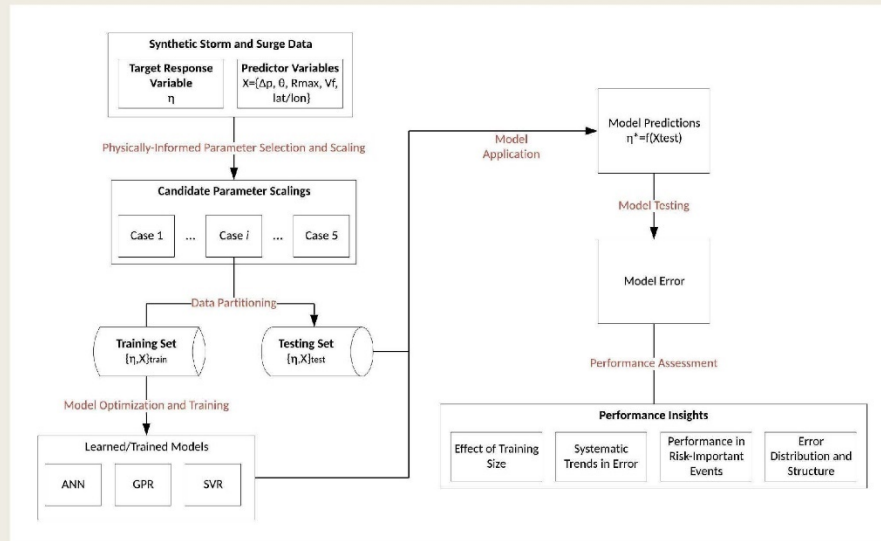 Synthetic Storm and Surge Data
Target Response
Variable
η
Predictor Variables
X={Δp, θ, Rmax, Vf,
lat/lon}
Physically-Informed Parameter Selection and Scaling
Candidate Parameter Scalings
Case 1 ... Case i ... Case 5
Data Partitioning
Training Set
{η,X}train
Testing Set
{η,X}test
Model Optimization and Training
Learned/Trained Models
ANN
GPR
SVR
Model
Application
Model Predictions
η*=f(Xtest)
Model Testing
Model Error
Performance Assessment
Performance Insights
Effect of Training
Size
Systematic
Trends in Error
Performance in
Risk-Important
Events
Error
Distribution and
Structure